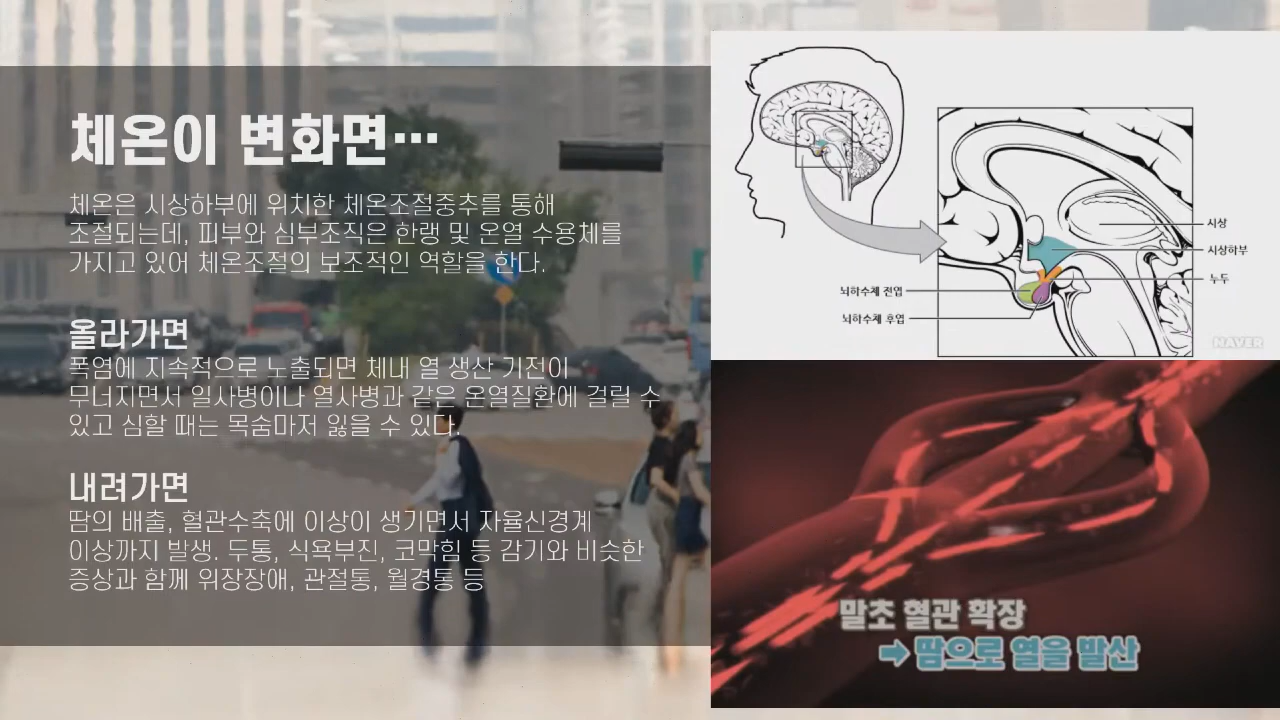 체온이 변화면…
체온은 시상하부에 위치한 체온조절중추를 통해
조절되는데, 피부와 심부조직은 한랭 및 온열 수용체를
가지고 있어 체온조절의 보조적인 역할을 한다.
올라가면
폭염에 지속적으로 노출되면 체내 열 생산 기전이
무너지면서 일사병이나 열사병과 같은 온열질환에 걸릴 수
있고 심할 때는 목숨마저 잃을 수 있다.
내려가면
땀의 배출, 혈관수축에 이상이 생기면서 자율신경계
이상까지 발생. 두통, 식욕부진, 코막힘 등 감기와 비슷한
증상과 함께 위장장애, 관절통, 월경통 등
시상
시상하부
누두
뇌하수체 전엽
뇌하수체 후엽
NAVER
말초 혈관 확장
➡ 땀으로 열을 발산